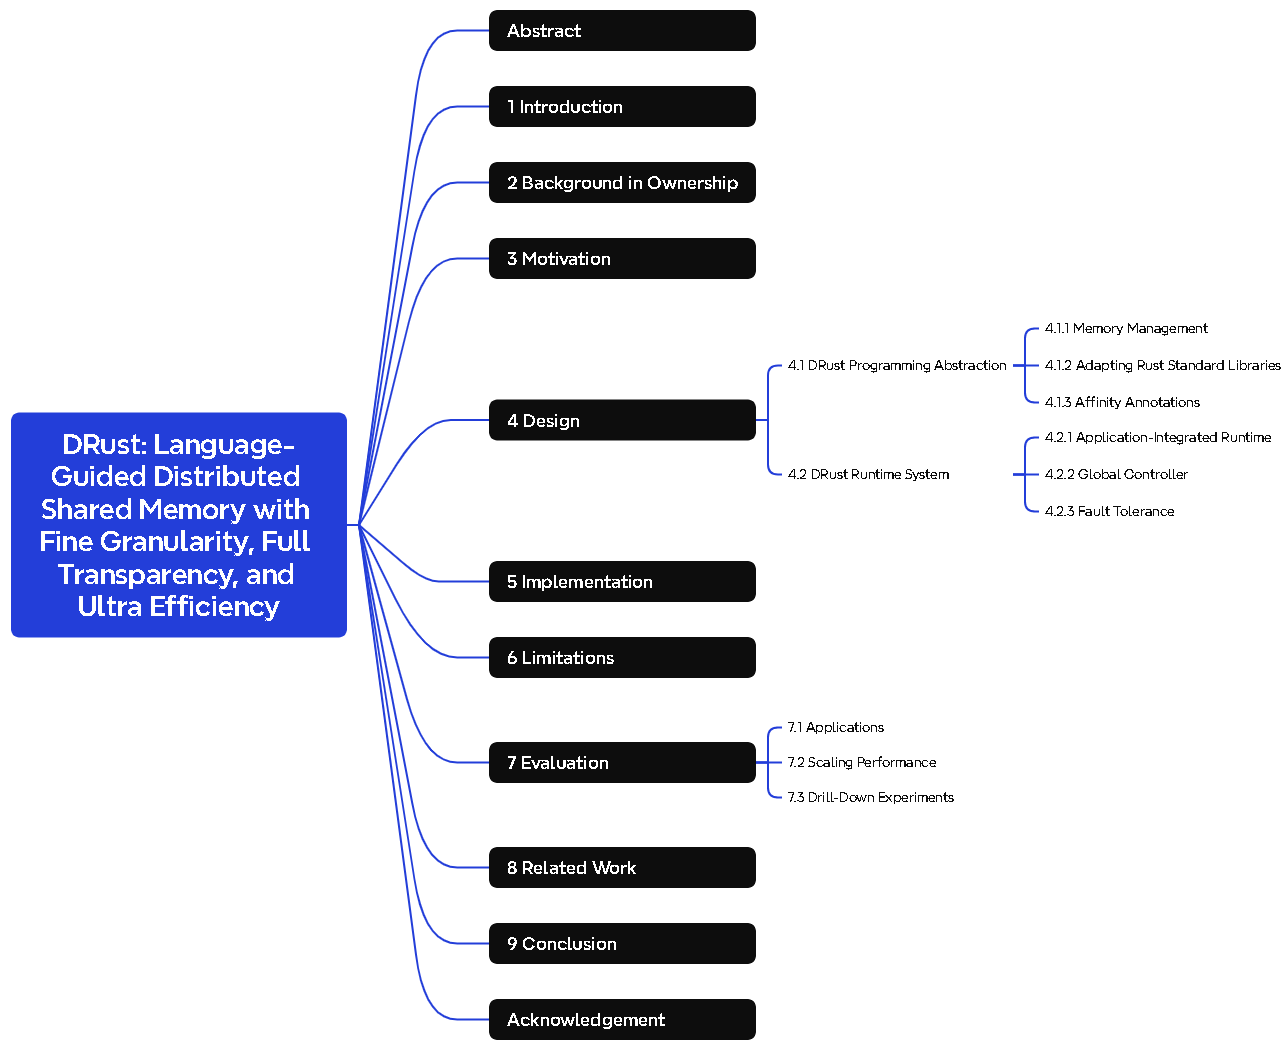 DRust: Language-
Guided Distributed
Shared Memory with
Fine Granularity, Full
Transparency, and
Ultra Efficiency
Abstract
1 Introduction
2 Background in Ownership
3 Motivation
4 Design
4.1 DRust Programming Abstraction
4.1.1 Memory Management
4.1.2 Adapting Rust Standard Libraries
4.1.3 Affinity Annotations
4.2 DRust Runtime System
4.2.1 Application-Integrated Runtime
4.2.2 Global Controller
4.2.3 Fault Tolerance
5 Implementation
6 Limitations
7 Evaluation
7.1 Applications
7.2 Scaling Performance
7.3 Drill-Down Experiments
8 Related Work
9 Conclusion
Acknowledgement